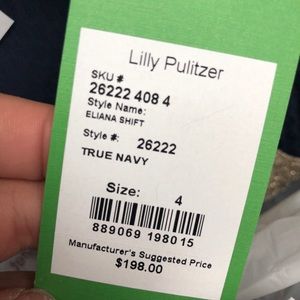 Lilly Pulitzer
SKU #
26222 408 4
Style Name:
ELIANA SHIFT
Style #: 26222
TRUE NAVY
Size: 4
889069 198015
Manufacturer's Suggested Price
$198.00